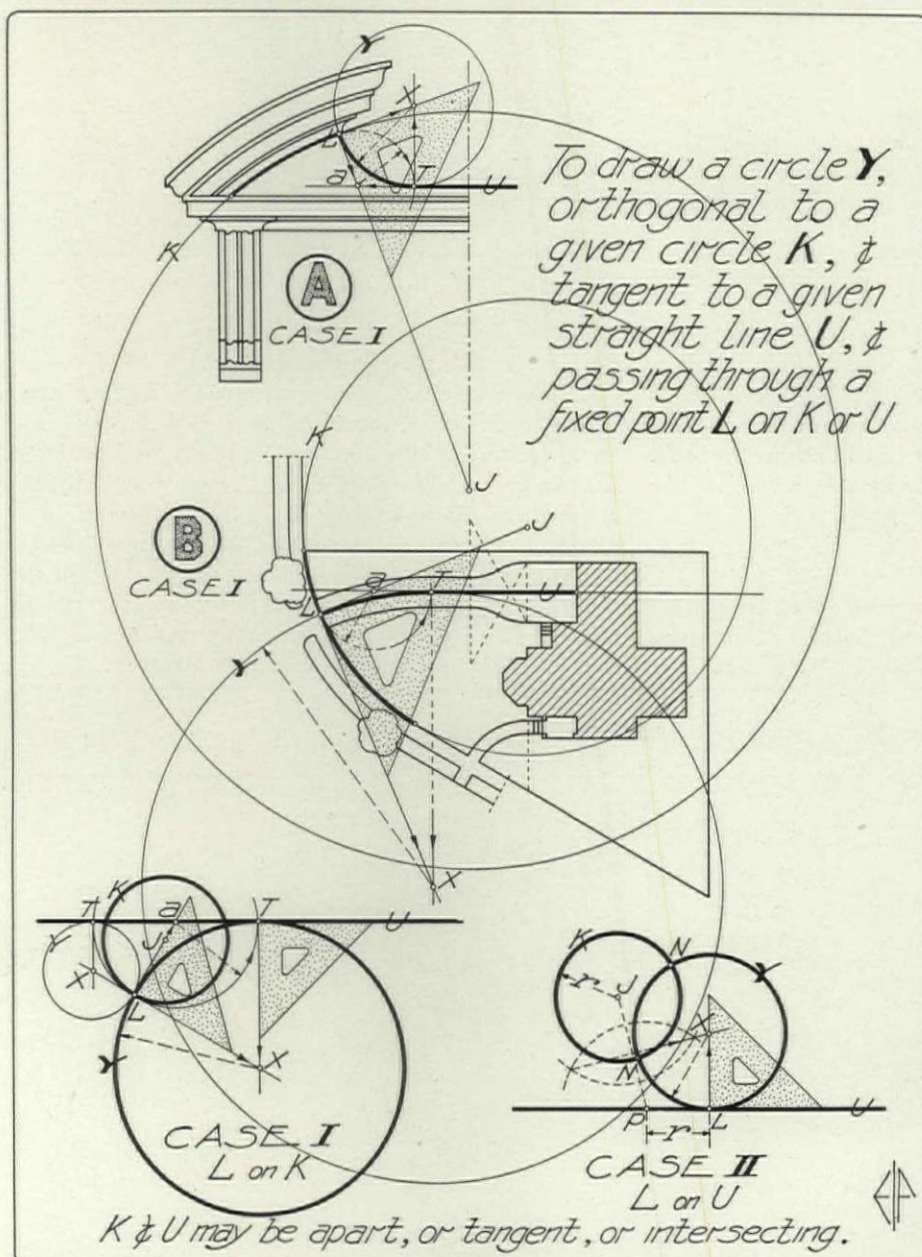 Y
X
L
a
T
U
K
A
CASE I
To draw a circle Y,
orthogonal to a
given circle K, &
tangent to a given
straight line U, &
passing through a
fixed point L on K or U
K
J
J
B
CASE I
a
T
U
L
Y
X
T
K
a
T
U
Y
J
X
L
Y
X
CASE I
L on K
K
N
Y
r
J
X
N
U
P
r
L
CASE II
L on U
K & U may be apart, or tangent, or intersecting.